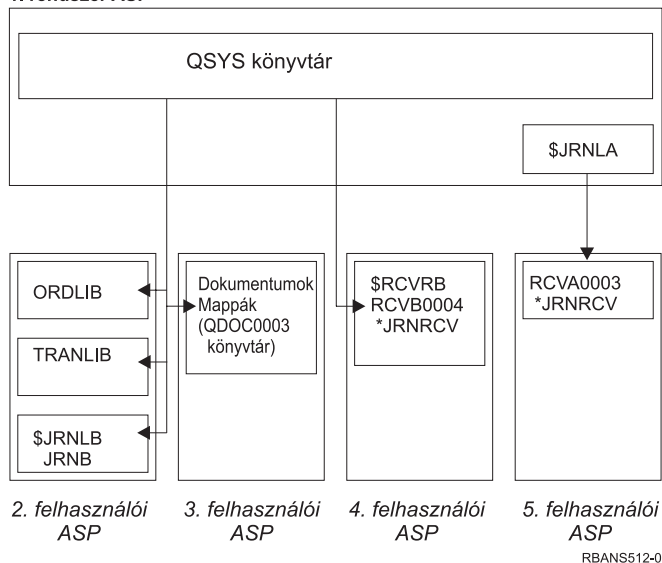 1. rendszer ASP
QSYS könyvtár
$JRNLA
ORDLIB
TRANLIB
$JRNLB
JRNB
Dokumentumok
Mappák
(QDOC0003
könyvtár)
$RCVRB
RCVB0004
*JRNRCV
RCVA0003
*JRNRCV
2. felhasználói
ASP
3. felhasználói
ASP
4. felhasználói
ASP
5. felhasználói
ASP
RBANS512-0